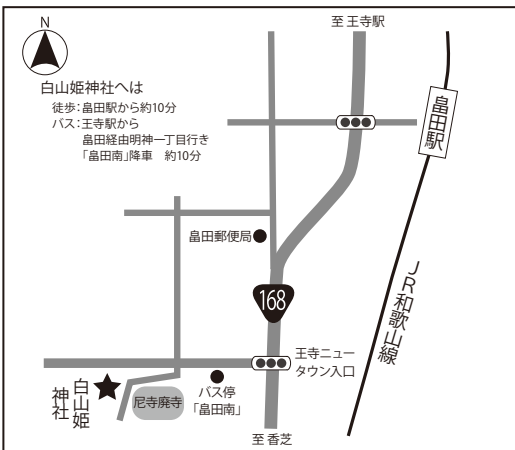 N
至 王寺駅
白山姫神社へは
徒歩：畠田駅から約10分
バス：王寺駅から
畠田経由明神一丁目行き
「畠田南」降車　約10分
畠田駅
畠田郵便局
168
JR和歌山線
王寺ニュー
タウン入口
白山姫
神社
尼寺廃寺
バス停
「畠田南」
至 香芝